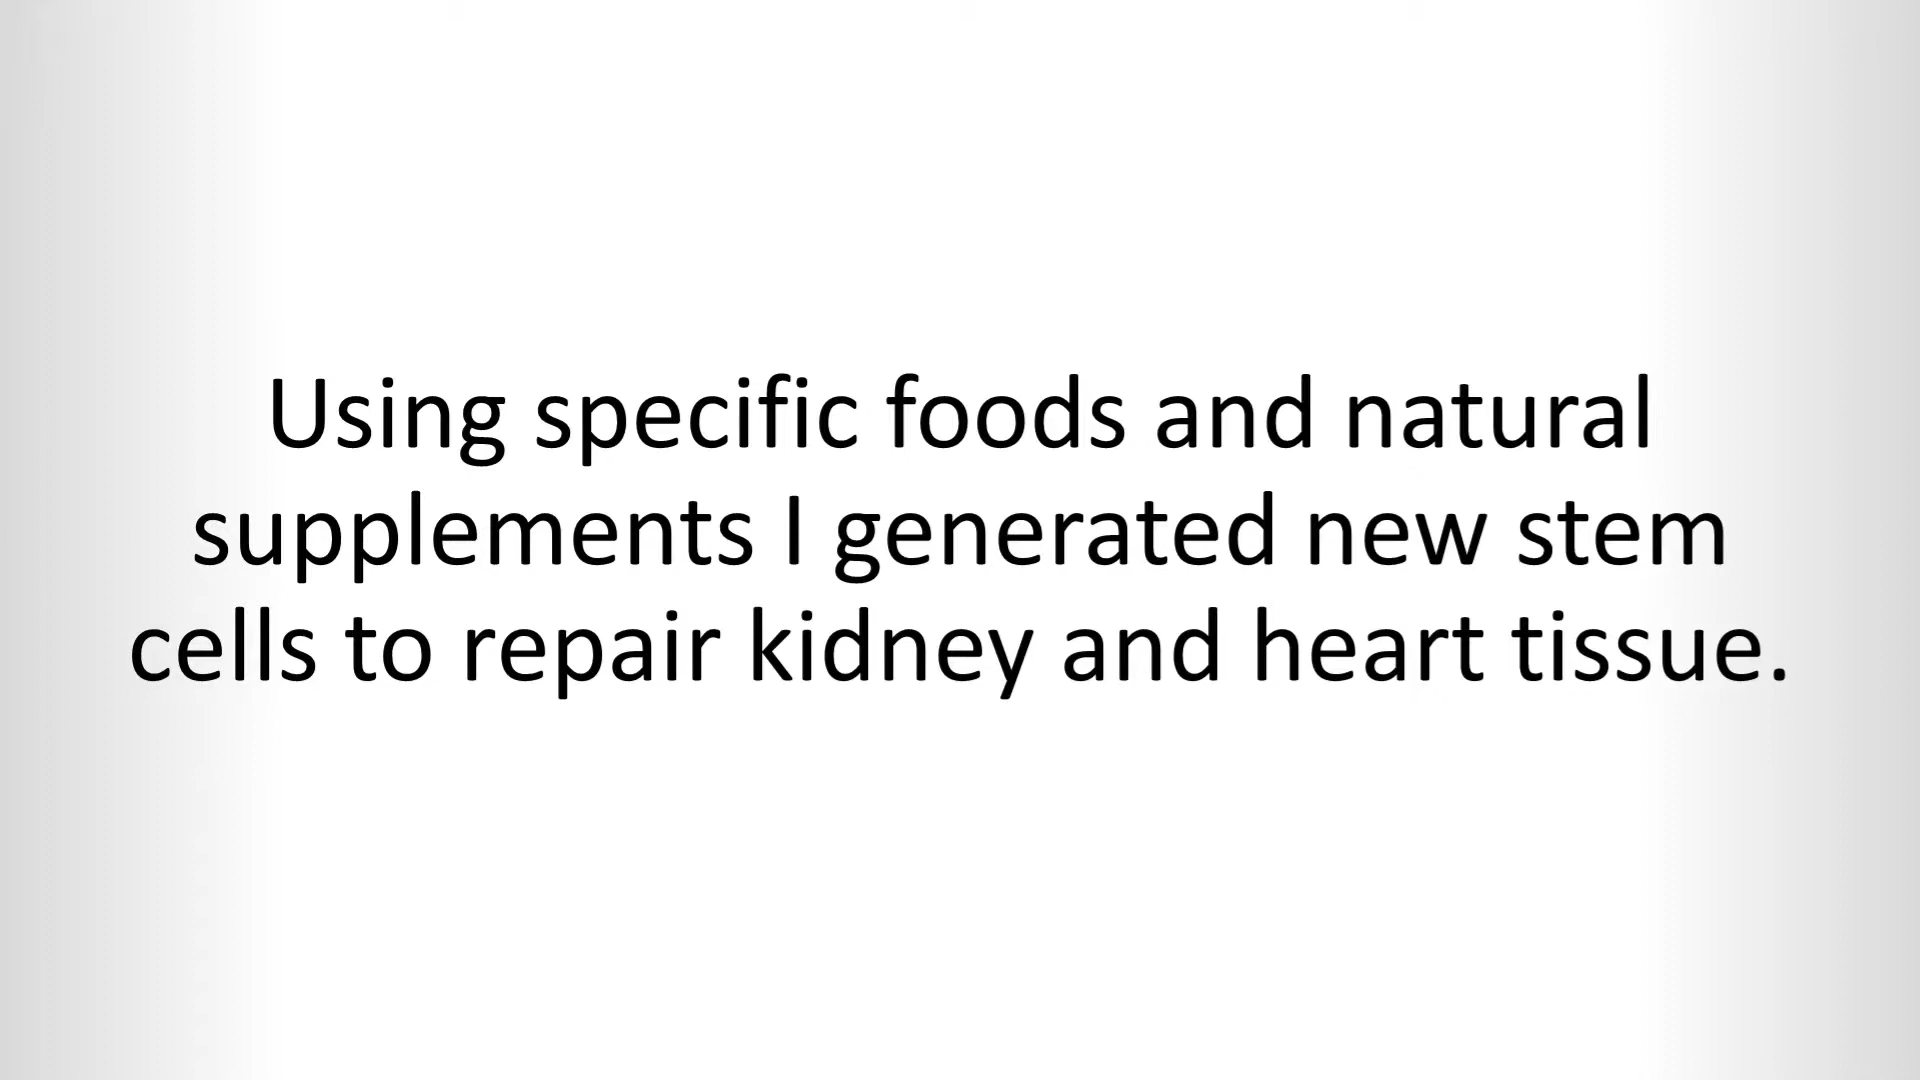 Using specific foods and natural
supplements I generated new stem
cells to repair kidney and heart tissue.